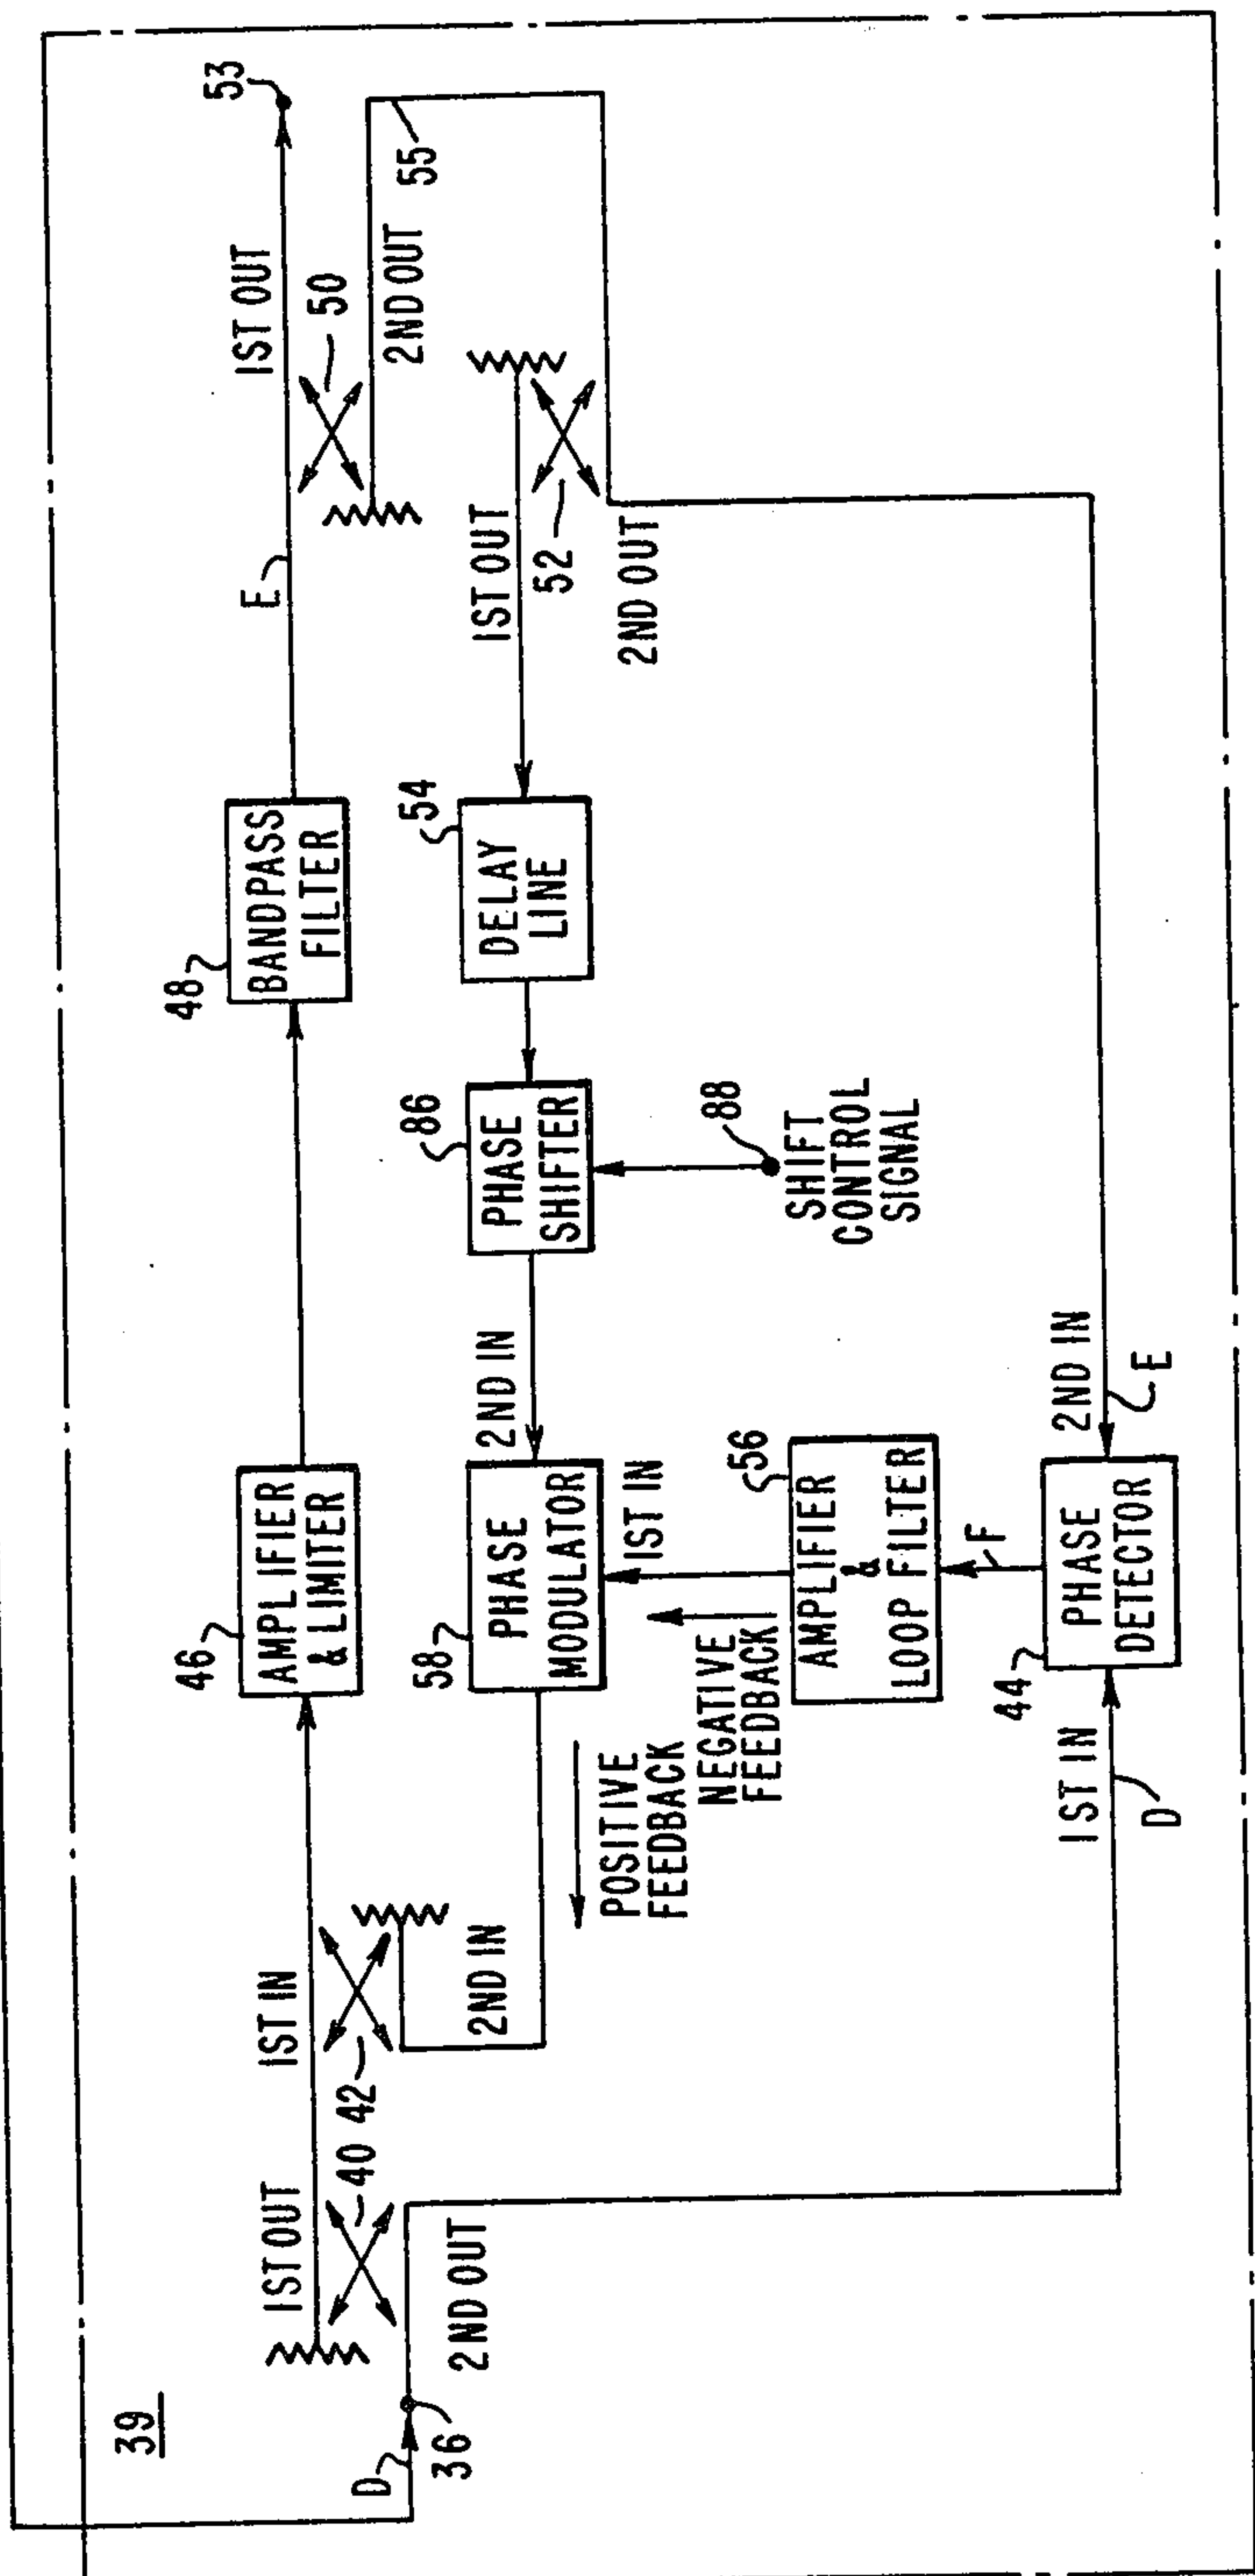 39
D
36
1ST OUT
40
2ND OUT
42
1ST IN
2ND IN
46
AMPLIFIER
& LIMITER
48
BANDPASS
FILTER
E
1ST OUT
50
53
2ND OUT
55
1ST OUT
52
2ND OUT
54
DELAY
LINE
86
PHASE
SHIFTER
88
SHIFT
CONTROL
SIGNAL
2ND IN
58
PHASE
MODULATOR
1ST IN
POSITIVE
FEEDBACK
NEGATIVE
FEEDBACK
56
AMPLIFIER
&
LOOP FILTER
F
44
PHASE
DETECTOR
1ST IN
D
2ND IN
E